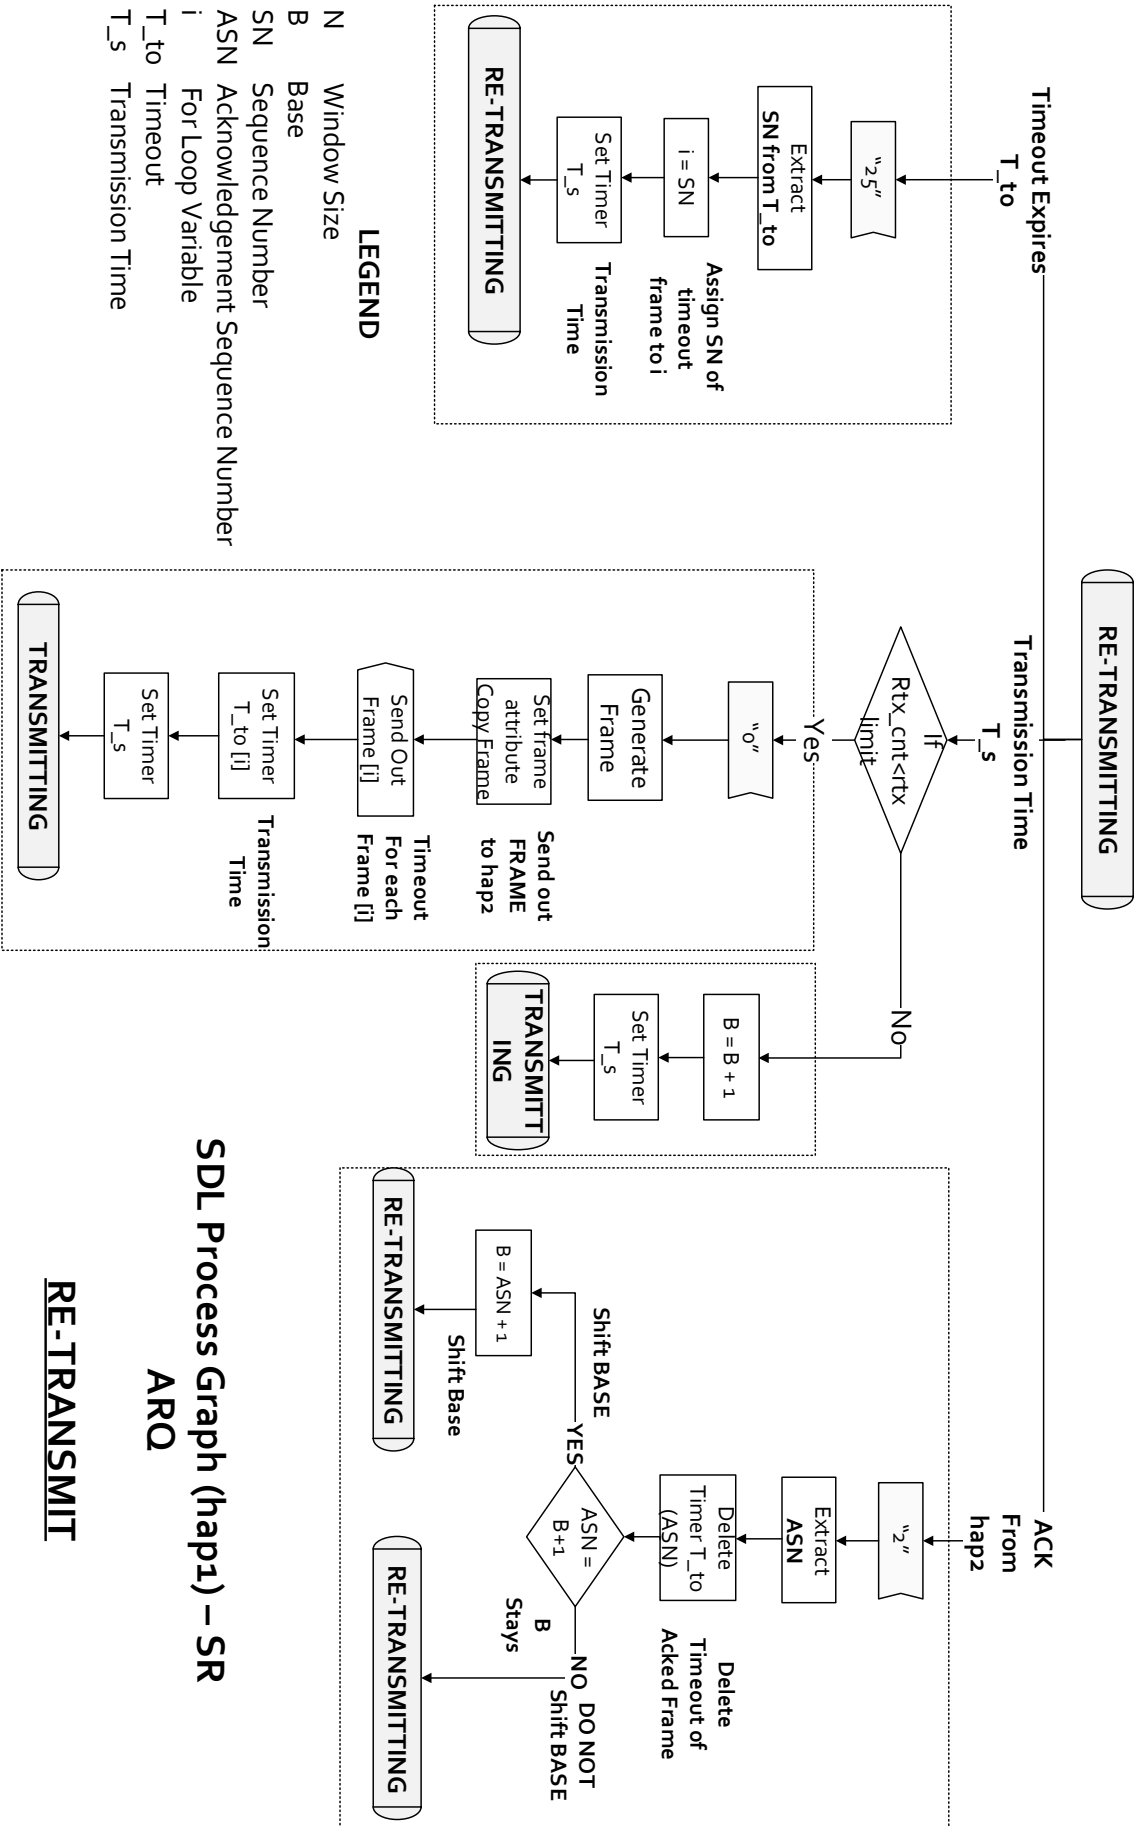 RE-TRANSMITTING
Timeout Expires
T_to
"25"
Extract
SN from T_to
i = SN
Assign SN of
timeout
frame to i
Set Timer
T_s
Transmission
Time
RE-TRANSMITTING
LEGEND
N Window Size
B Base
SN Sequence Number
ASN Acknowledgement Sequence Number
i For Loop Variable
T_to Timeout
T_s Transmission Time
Transmission Time
T_s
If
Rtx_cnt<rtx
limit
Yes
No
"0"
Generate
Frame
Set frame
attribute
Copy Frame
Send out
FRAME
to hap2
Send Out
Frame [i]
Timeout
For each
Frame [i]
Set Timer
T_to [i]
Transmission
Time
Set Timer
T_s
TRANSMITTING
B = B + 1
Set Timer
T_s
TRANSMITT
ING
ACK
From
hap2
"2"
Extract
ASN
Delete
Timer T_to
(ASN)
Delete
Timeout of
Acked Frame
ASN =
B+1
YES
Shift BASE
NO
DO NOT
Shift BASE
B
Stays
B = ASN + 1
Shift Base
RE-TRANSMITTING
RE-TRANSMITTING
SDL Process Graph (hap1) – SR
ARQ
RE-TRANSMIT